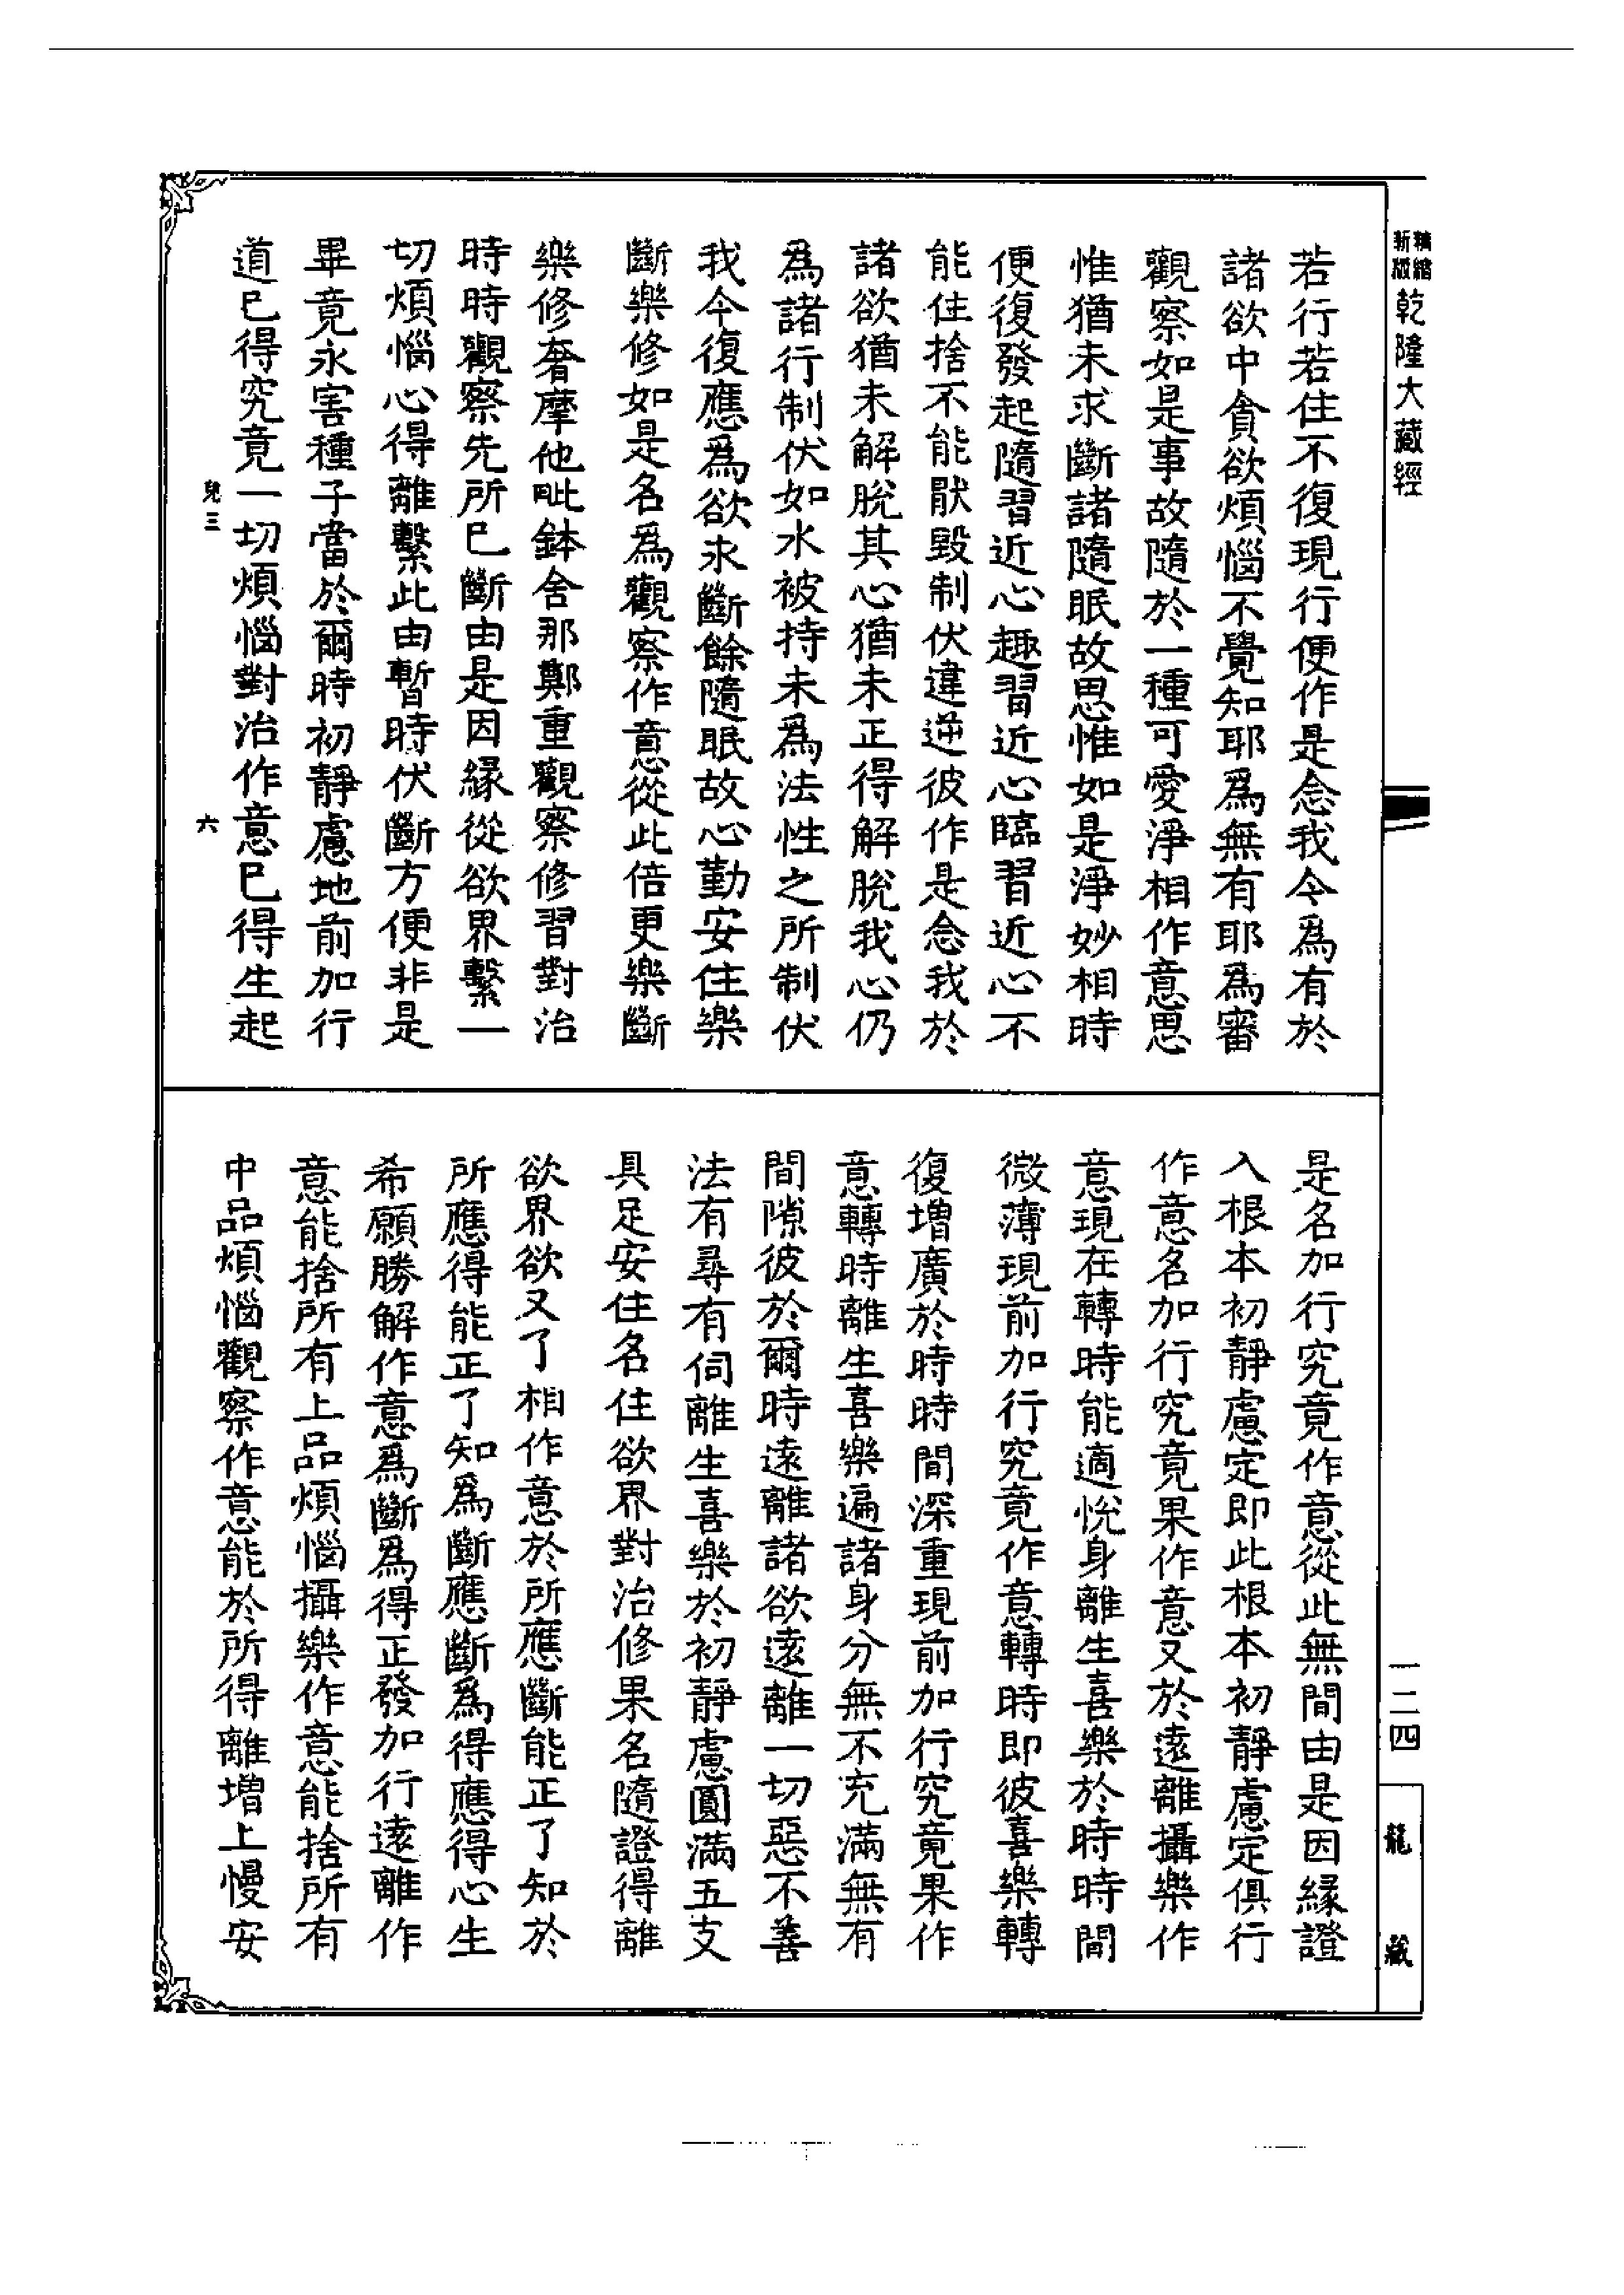 新版精縮
乾隆大藏經
若行若住不復現行便作是念我今為有於
諸欲中貪欲煩惱不覺知耶為無有耶為審
觀察如是事故隨於一種可愛淨相作意思
惟猶未求斷諸隨眠故思惟如是淨妙相時
便復發起隨習近心趣習近心臨習近心不
能住捨不能猒毀制伏違逆彼作是念我於
諸欲猶未解脫其心猶未正得解脫我心仍
為諸行制伏如水被持未為法性之所制伏
我今復應為欲永斷餘隨眠故心勤安住樂
斷樂修如是名為觀察作意從此倍更樂斷
樂修奢摩他毗鉢舍那鄭重觀察修習對治
時時觀察先所已斷由是因緣從欲界繫一
切煩惱心得離繫此由暫時伏斷方便非是
畢竟永害種子當於爾時初靜慮地前加行
道已得究竟一切煩惱對治作意已得生起
兒三
六
是名加行究竟作意從此無間由是因緣證
入根本初靜慮定即此根本初靜慮定俱行
作意名加行究竟果作意又於遠離攝樂作
意現在轉時能適悅身離生喜樂於時時間
微薄現前加行究竟作意轉時即彼喜樂轉
復增廣於時時間深重現前加行究竟果作
意轉時離生喜樂遍諸身分無不充滿無有
間隙彼於爾時遠離諸欲遠離一切惡不善
法有尋有伺離生喜樂於初靜慮圓滿五支
具足安住名住欲界對治修果名隨證得離
欲界欲又了相作意於所應斷能正了知於
所應得能正了知為斷應斷為得應得心生
希願勝解作意為斷為得正發加行遠離作
意能捨所有上品煩惱攝樂作意能捨所有
中品煩惱觀察作意能於所得離增上慢安
一二四
龍藏